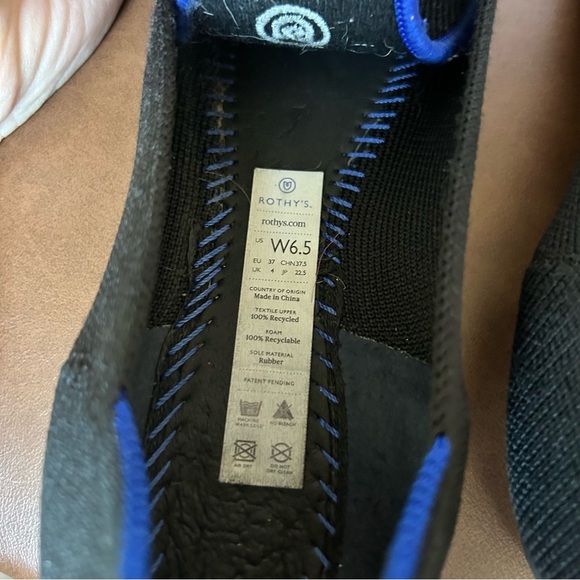 ROTHY'S.
rothys.com
US W6.5
EU 37 CHN 37.5
UK 4 JP 22.5
COUNTRY OF ORIGIN
Made in China
TEXTILE UPPER
100% Recycled
FOAM
100% Recyclable
SOLE MATERIAL
Rubber
PATENT PENDING
MACHINE WASH COLD NO BLEACH
AIR DRY DO NOT DRY CLEAN